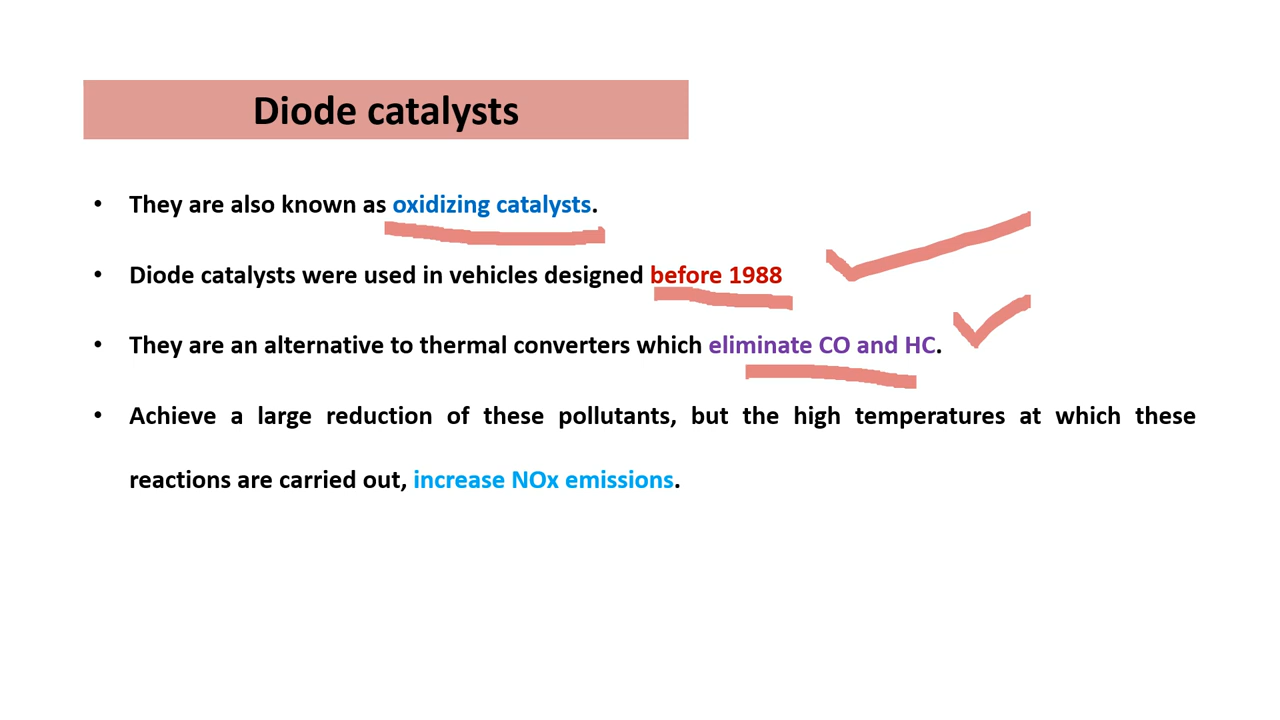 Diode catalysts
• They are also known as oxidizing catalysts.
• Diode catalysts were used in vehicles designed before 1988
• They are an alternative to thermal converters which eliminate CO and HC.
• Achieve a large reduction of these pollutants, but the high temperatures at which these
reactions are carried out, increase NOx emissions.